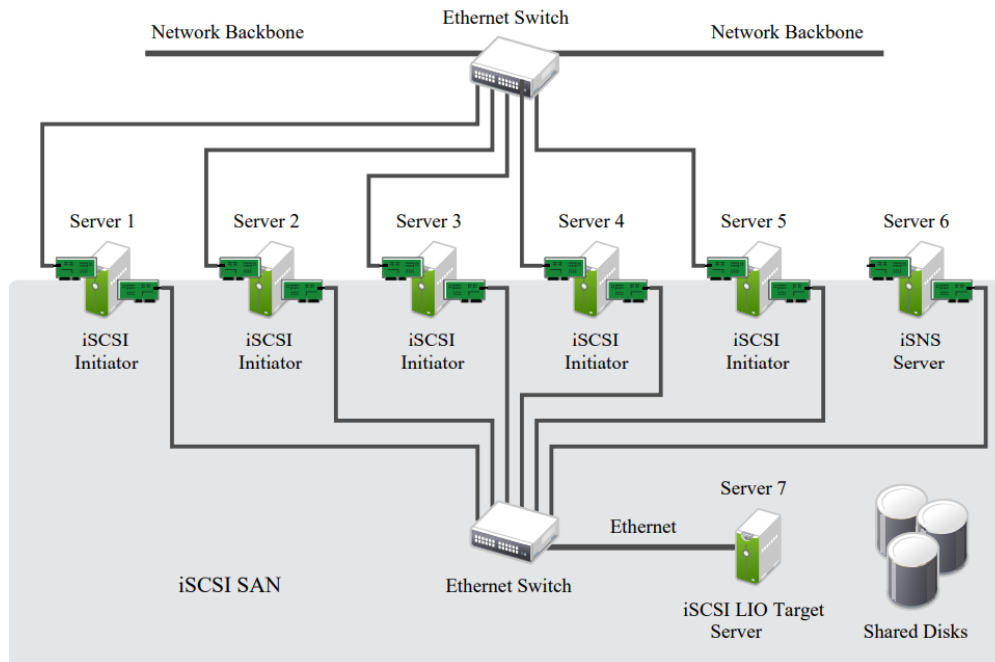 Ethernet Switch
Network Backbone
Network Backbone
Server 1
Server 2
Server 3
Server 4
Server 5
Server 6
iSCSI
Initiator
iSCSI
Initiator
iSCSI
Initiator
iSCSI
Initiator
iSCSI
Initiator
iSNS
Server
Server 7
Ethernet
iSCSI SAN
Ethernet Switch
iSCSI LIO Target
Server
Shared Disks